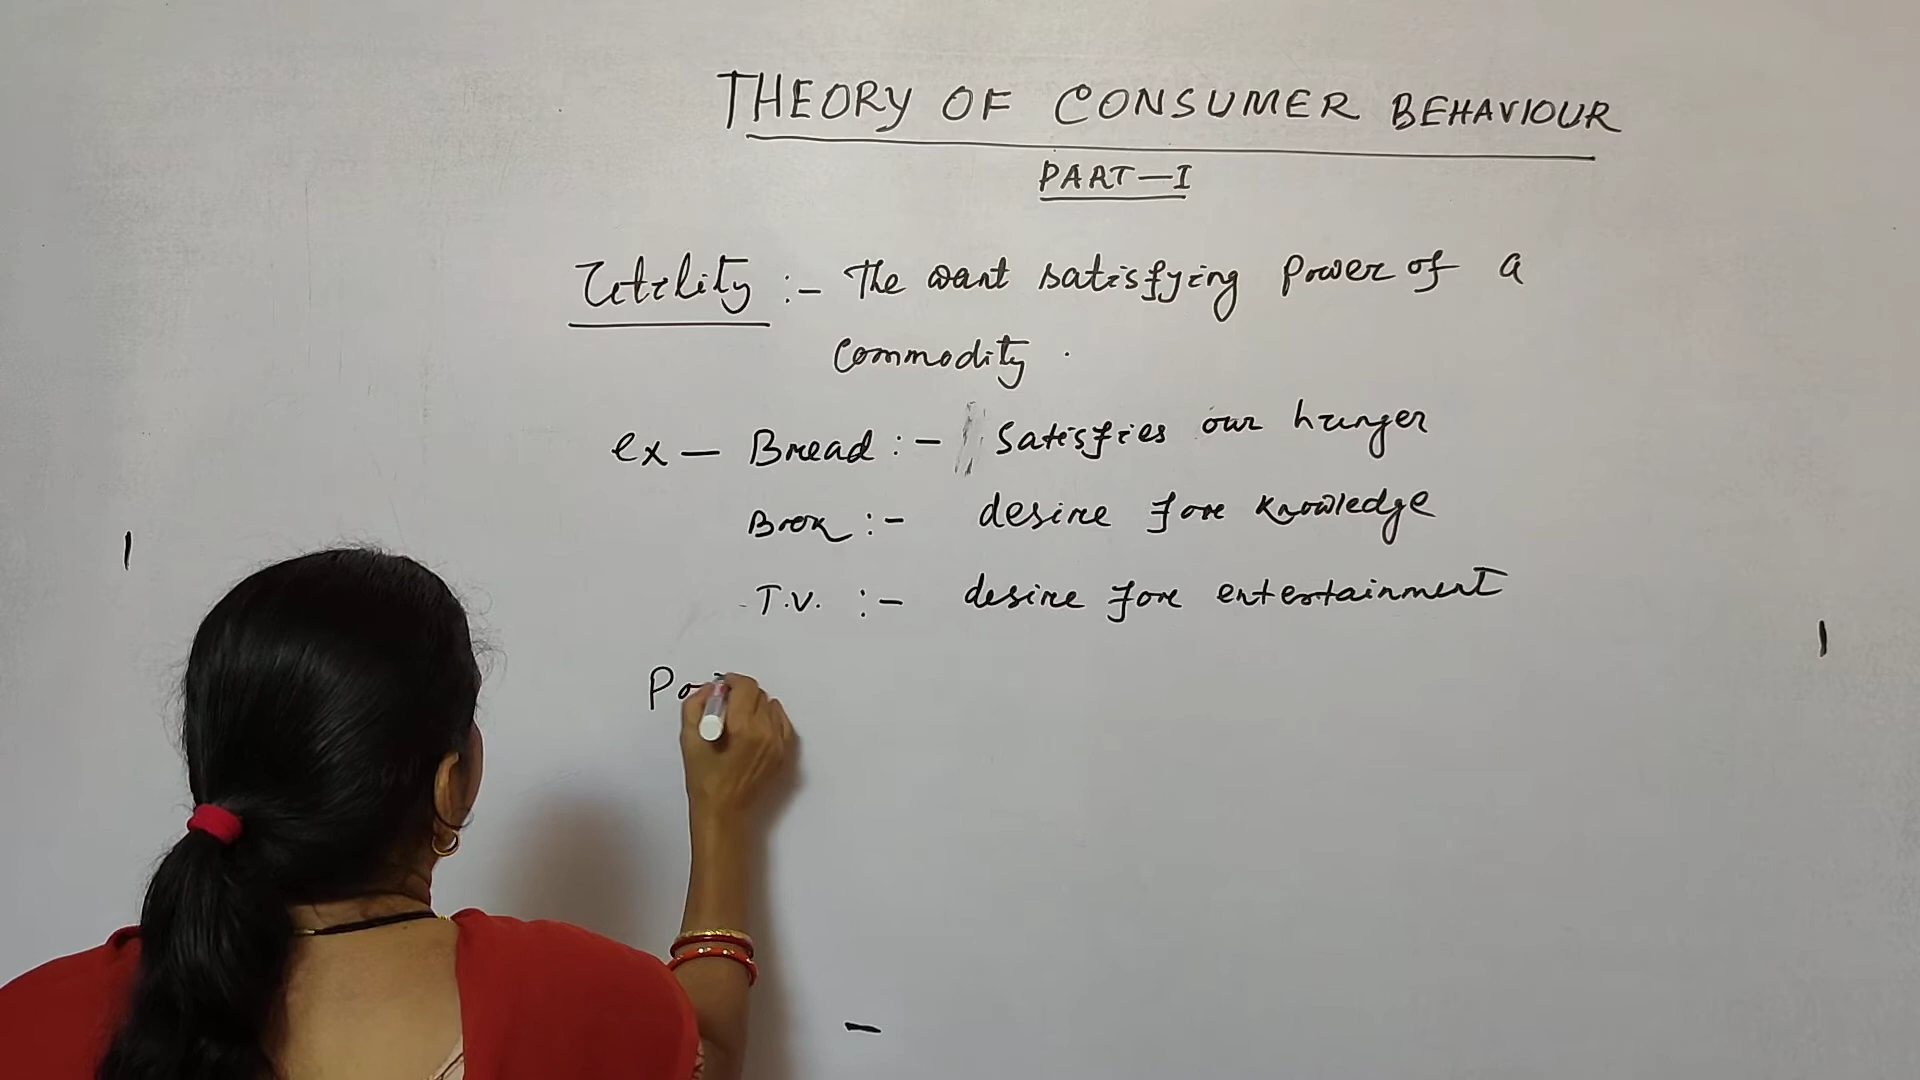 THEORY OF CONSUMER BEHAVIOUR
PART-I
Utility :- The want satisfying Power of a
Commodity.
ex - Bread :- Satisfies our hunger
Book :- desire for knowledge
T.V. :- desire for entertainment